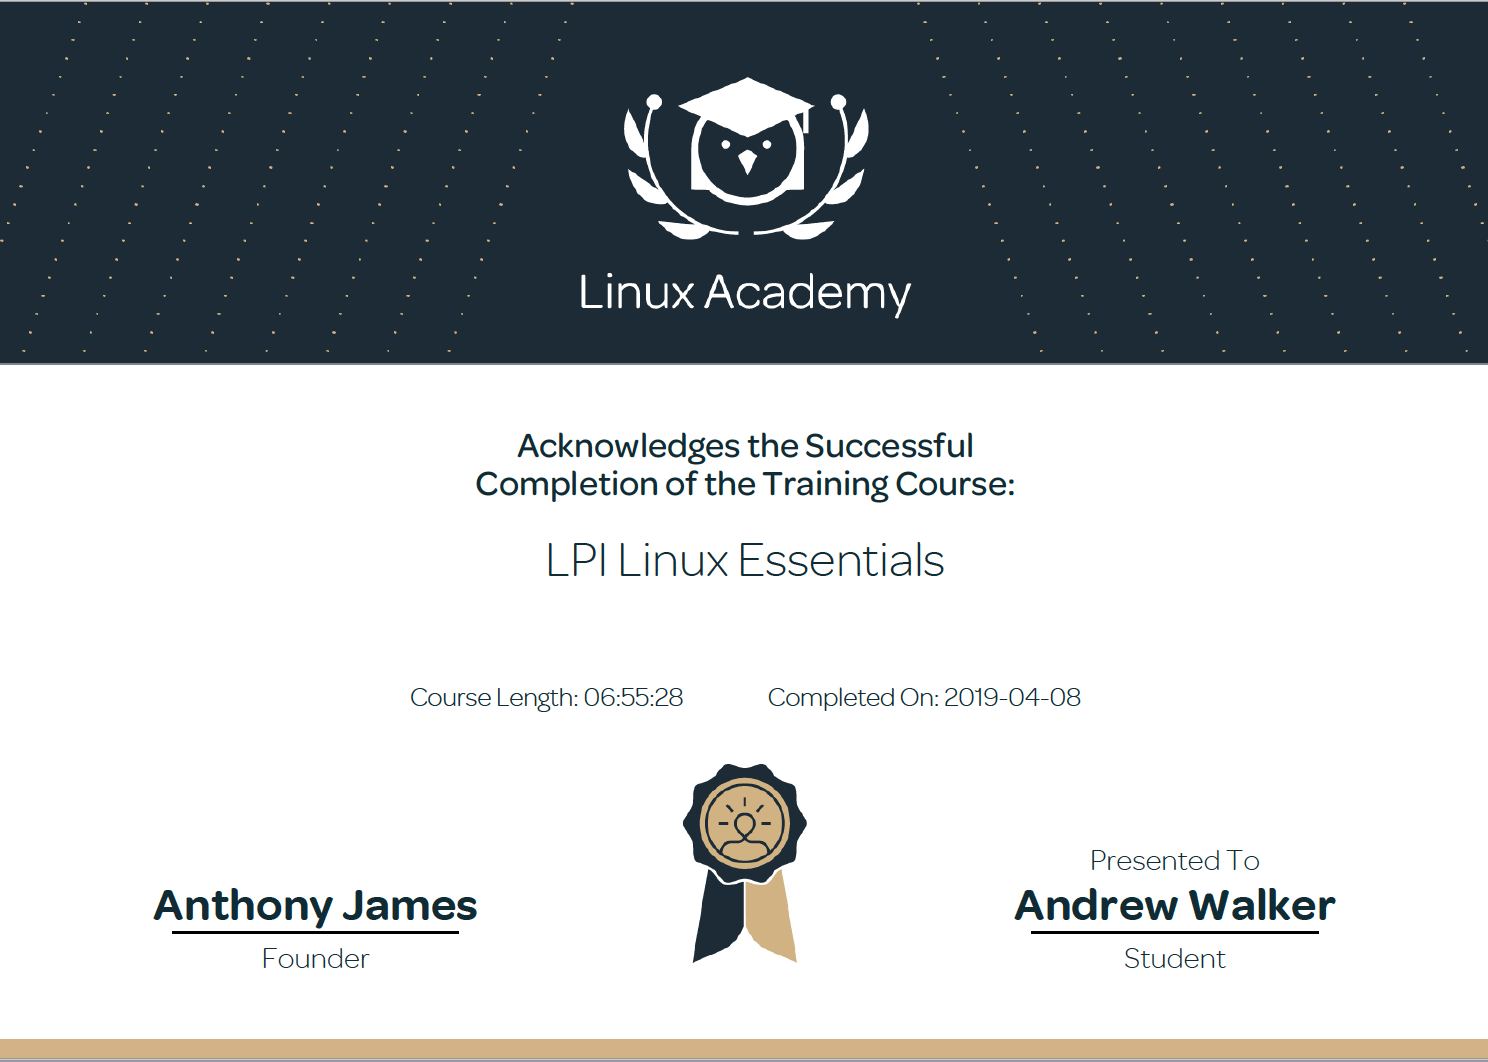 Linux Academy
Acknowledges the Successful
Completion of the Training Course:
LPI Linux Essentials
Course Length: 06:55:28
Completed On: 2019-04-08
Anthony James
Founder
Presented To
Andrew Walker
Student